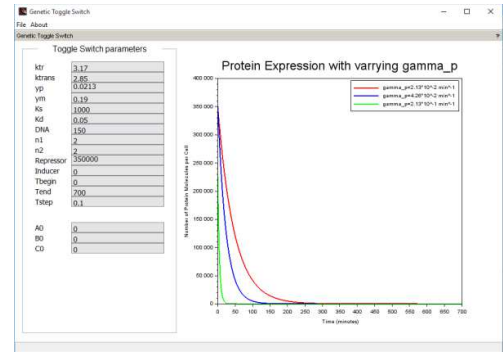 Genetic Toggle Switch
File About
Genetic Toggle Switch ?
Toggle Switch parameters
ktr 3.17
ktrans 2.85
yp 0.0213
ym 0.19
Ks 1000
Kd 0.05
DNA 150
n1 2
n2 2
Repressor 350000
Inducer 0
Tbegin 0
Tend 700
Tstep 0.1
A0 0
B0 0
C0 0
Protein Expression with varrying gamma_p
gamma_p=2.13*10^-2 min^-1
gamma_p=4.26*10^-2 min^-1
gamma_p=2.13*10^-1 min^-1
Number of Protein Molecules per Cell
400 000
350 000
300 000
250 000
200 000
150 000
100 000
50 000
0
0 50 100 150 200 250 300 350 400 450 500 550 600 650 700
Time (minutes)